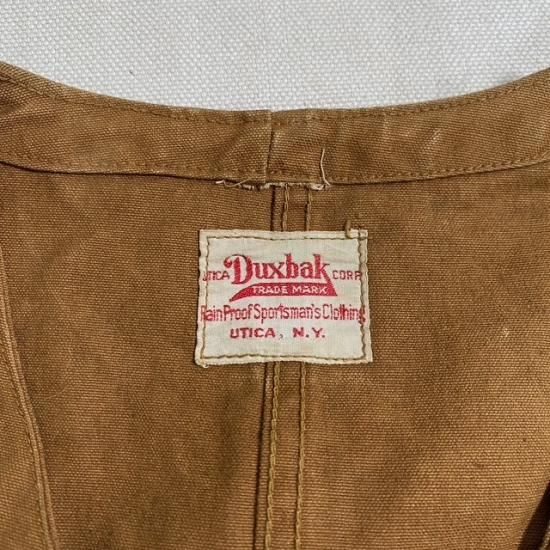 UTICA Duxbak CORP.
TRADE MARK
Rain Proof Sportsman's Clothing
UTICA, N.Y.